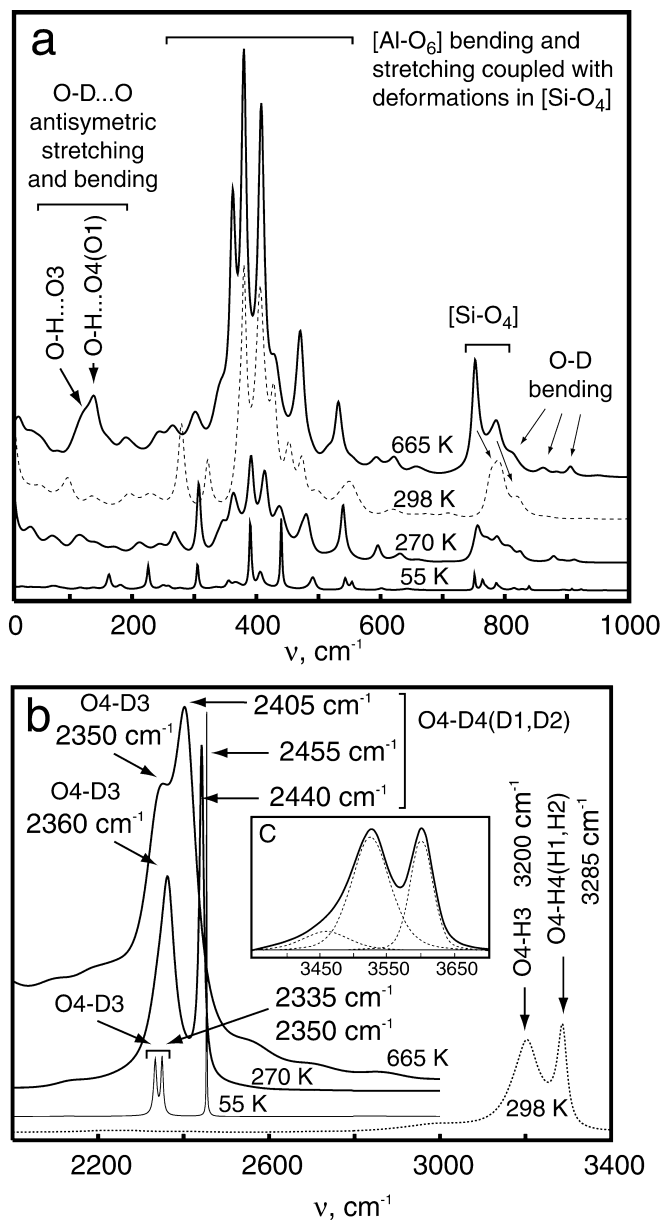 a
[Al-O6] bending and
stretching coupled with
deformations in [Si-O4]
O-D...O
antisymetric
stretching
and bending
O-H...O3
O-H...O4(O1)
[Si-O4]
O-D
bending
665 K
298 K
270 K
55 K
0 200 400 600 800 1000
ν, cm-1
b
O4-D3
2350 cm-1
2405 cm-1
O4-D4(D1,D2)
2455 cm-1
2440 cm-1
O4-D3
2360 cm-1
C
3450 3550 3650
O4-H3 3200 cm-1
O4-H4(H1,H2)
3285 cm-1
O4-D3
2335 cm-1
2350 cm-1
665 K
270 K
55 K
298 K
2200 2600 3000 3400
ν, cm-1